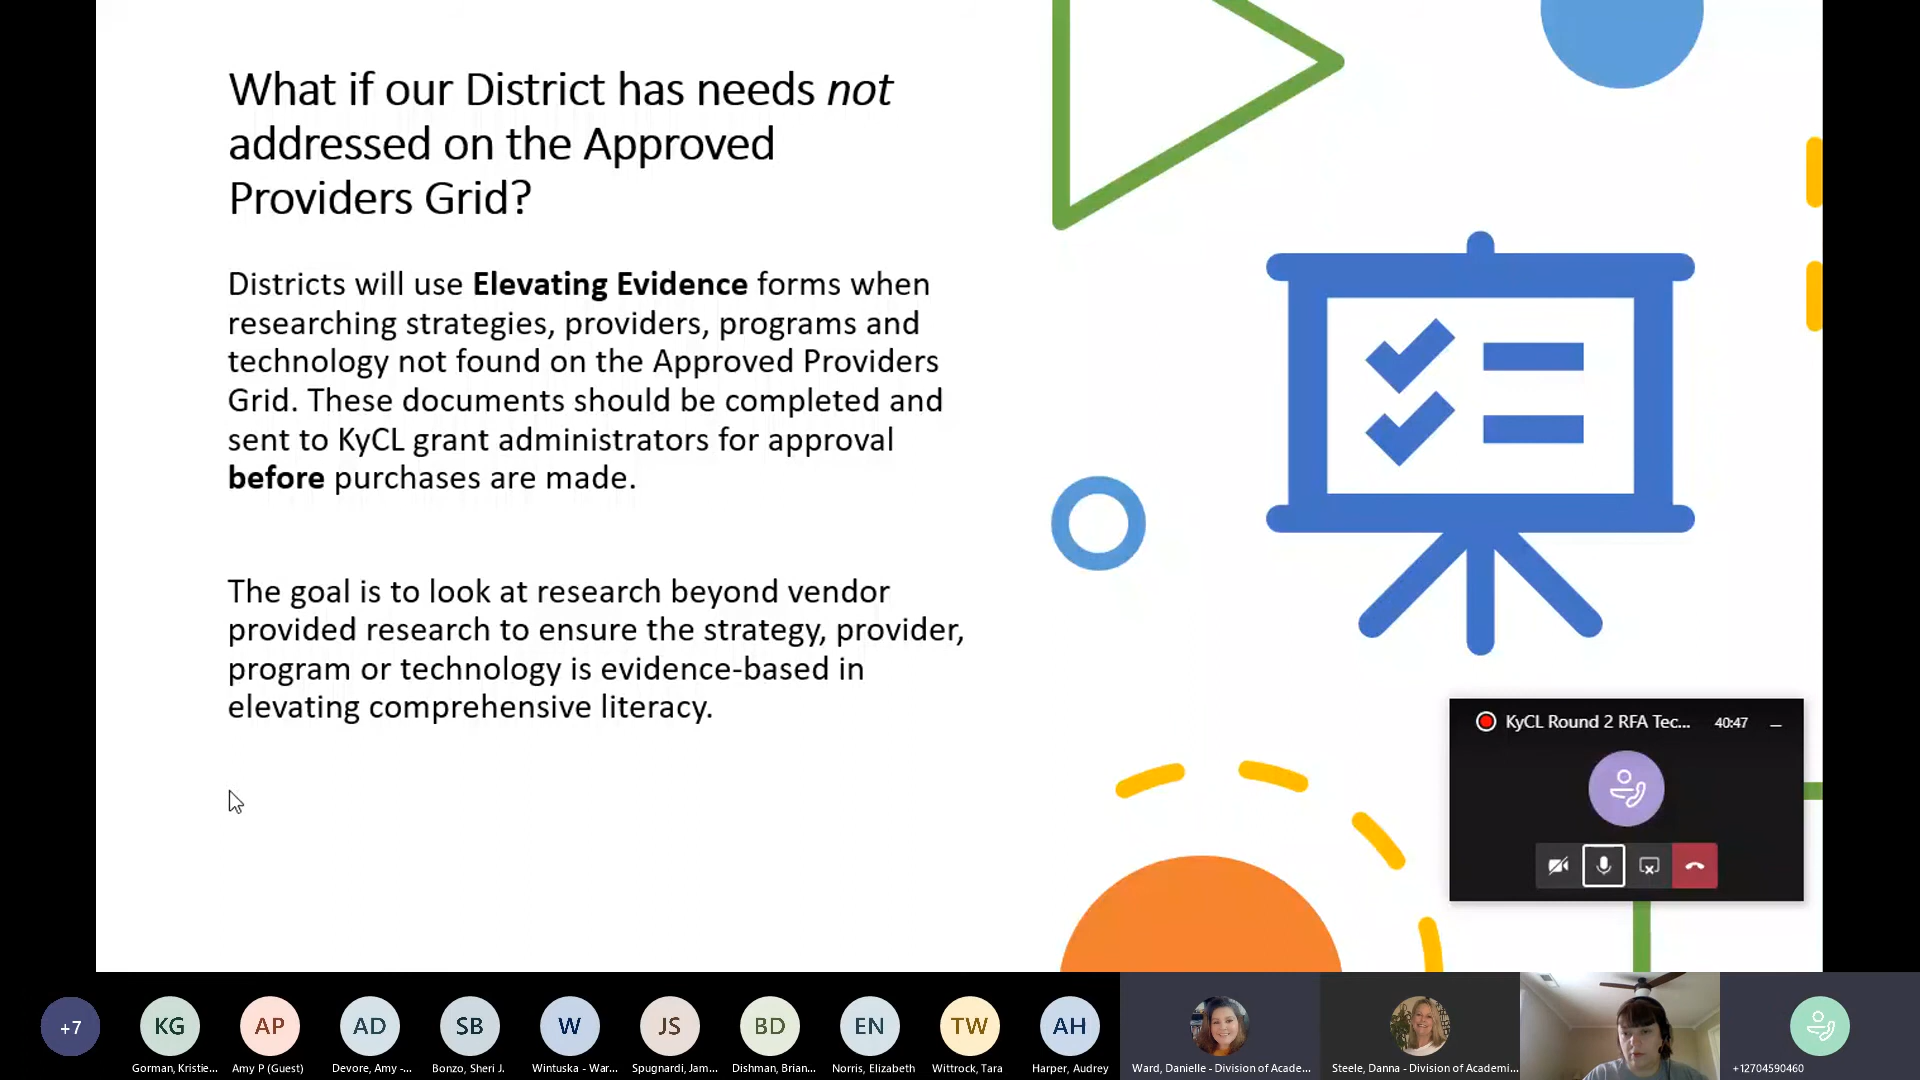 What if our District has needs not
addressed on the Approved
Providers Grid?
Districts will use Elevating Evidence forms when
researching strategies, providers, programs and
technology not found on the Approved Providers
Grid. These documents should be completed and
sent to KyCL grant administrators for approval
before purchases are made.
The goal is to look at research beyond vendor
provided research to ensure the strategy, provider,
program or technology is evidence-based in
elevating comprehensive literacy.
KyCL Round 2 RFA Tec... 40:47
+7
KG
AP
AD
SB
W
JS
BD
EN
TW
AH
Gorman, Kristie...
Amy P (Guest)
Devore, Amy -...
Bonzo, Sheri J.
Wintuska - War...
Spugnardi, Jam...
Dishman, Brian...
Norris, Elizabeth
Wittrock, Tara
Harper, Audrey
Ward, Danielle - Division of Acade...
Steele, Danna - Division of Academi...
+12704590460